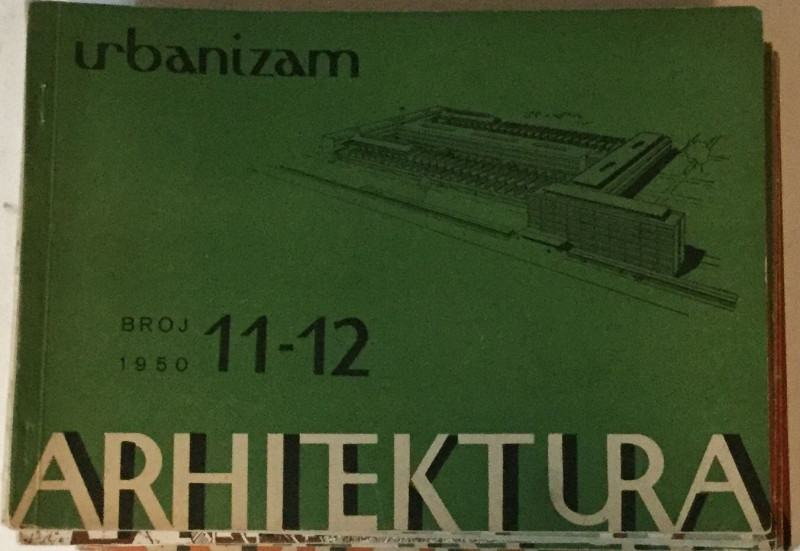 urbanizam
BROJ 11-12
1950
ARHITEKTURA